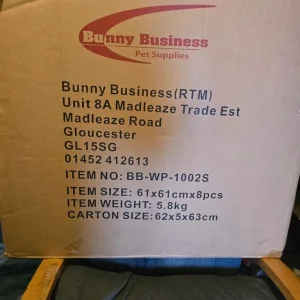 Bunny Business
Pet Supplies
Bunny Business(RTM)
Unit 8A Madleaze Trade Est
Madleaze Road
Gloucester
GL15SG
01452 412613
ITEM NO: BB-WP-1002S
ITEM SIZE: 61x61cmx8pcs
ITEM WEIGHT: 5.8kg
CARTON SIZE: 62x5x63cm